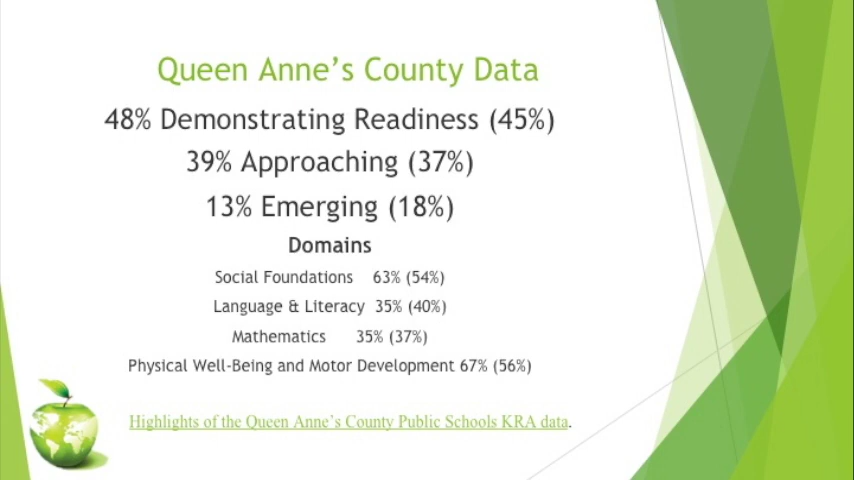 Queen Anne’s County Data
48% Demonstrating Readiness (45%)
39% Approaching (37%)
13% Emerging (18%)
Domains
Social Foundations 63% (54%)
Language & Literacy 35% (40%)
Mathematics 35% (37%)
Physical Well-Being and Motor Development 67% (56%)
Highlights of the Queen Anne’s County Public Schools KRA data.